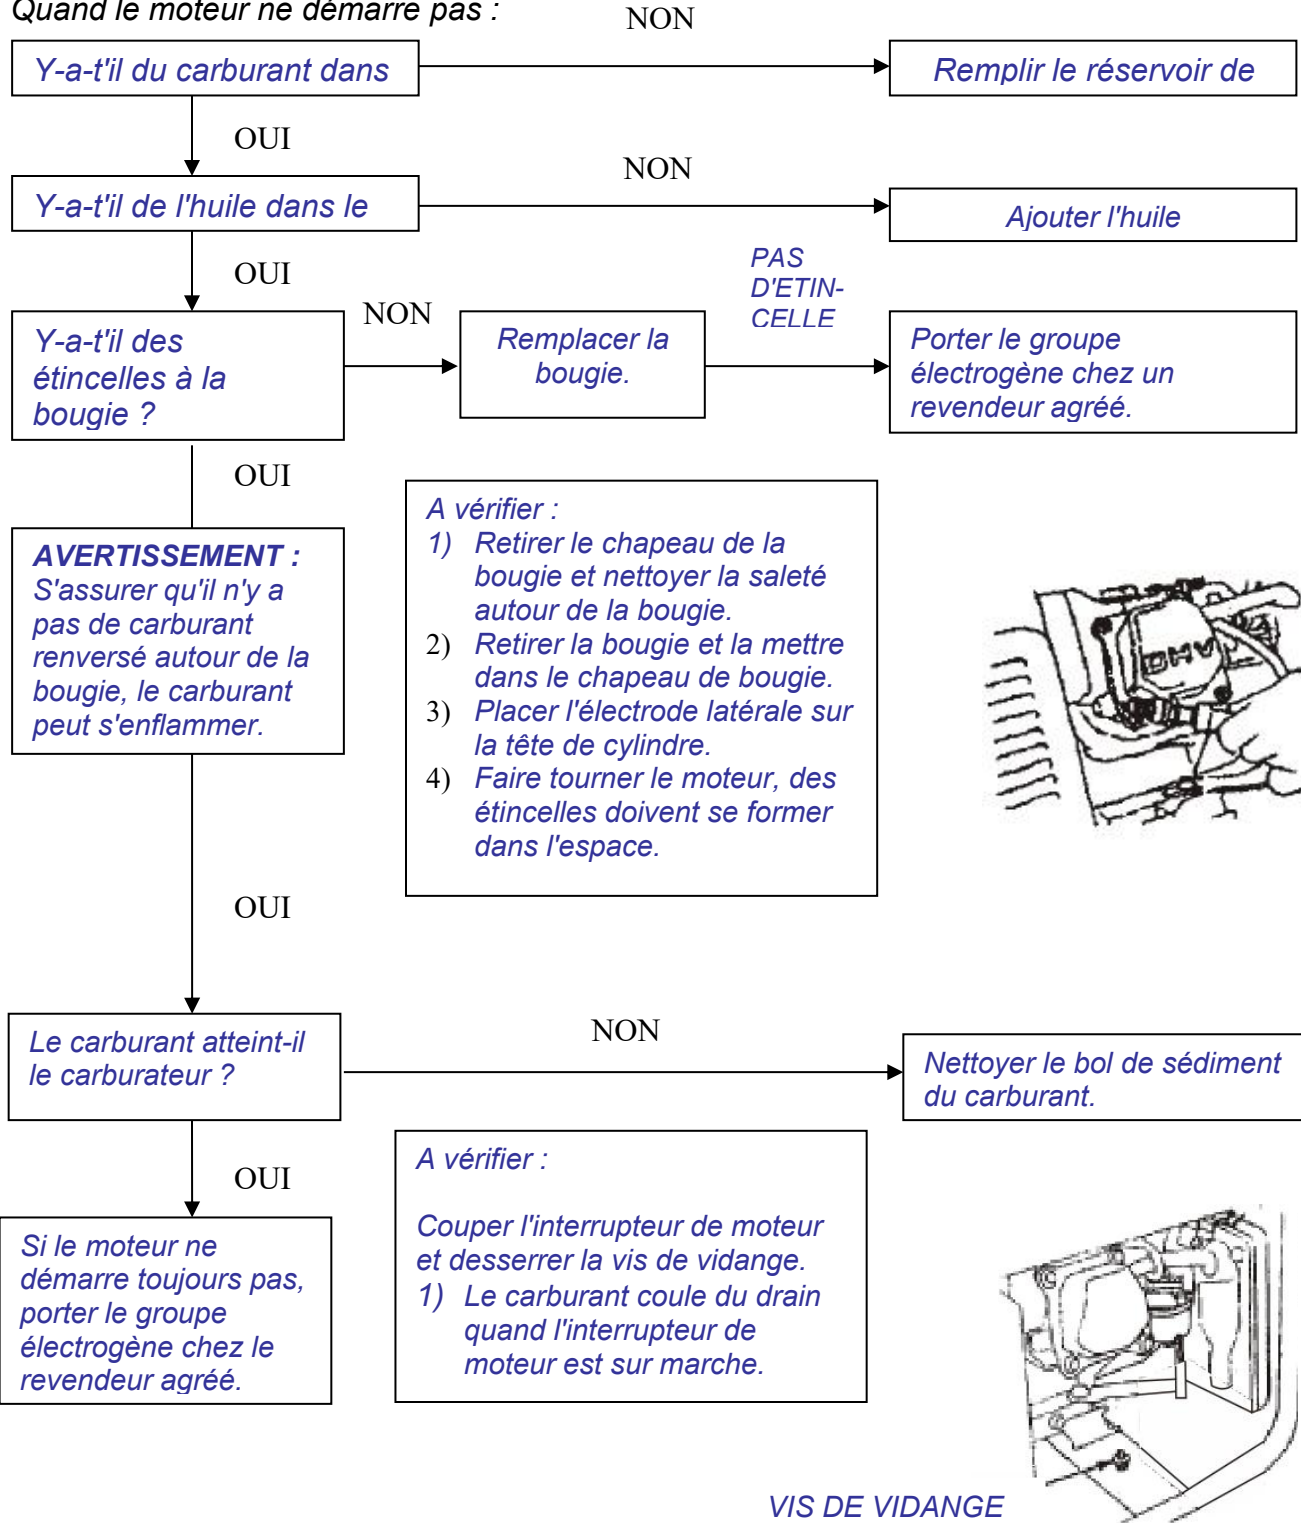 Quand le moteur ne démarre pas :
NON
Y-a-t'il du carburant dans
Remplir le réservoir de
OUI
NON
Y-a-t'il de l'huile dans le
Ajouter l'huile
OUI
NON
PAS
D'ETIN-
CELLE
Y-a-t'il des
étincelles à la
bougie ?
Remplacer la
bougie.
Porter le groupe
électrogène chez un
revendeur agréé.
OUI
AVERTISSEMENT :
S'assurer qu'il n'y a
pas de carburant
renversé autour de la
bougie, le carburant
peut s'enflammer.
A vérifier :
1) Retirer le chapeau de la
bougie et nettoyer la saleté
autour de la bougie.
2) Retirer la bougie et la mettre
dans le chapeau de bougie.
3) Placer l'électrode latérale sur
la tête de cylindre.
4) Faire tourner le moteur, des
étincelles doivent se former
dans l'espace.
OHV
OUI
Le carburant atteint-il
le carburateur ?
NON
Nettoyer le bol de sédiment
du carburant.
OUI
Si le moteur ne
démarre toujours pas,
porter le groupe
électrogène chez le
revendeur agréé.
A vérifier :
Couper l'interrupteur de moteur
et desserrer la vis de vidange.
1) Le carburant coule du drain
quand l'interrupteur de
moteur est sur marche.
VIS DE VIDANGE